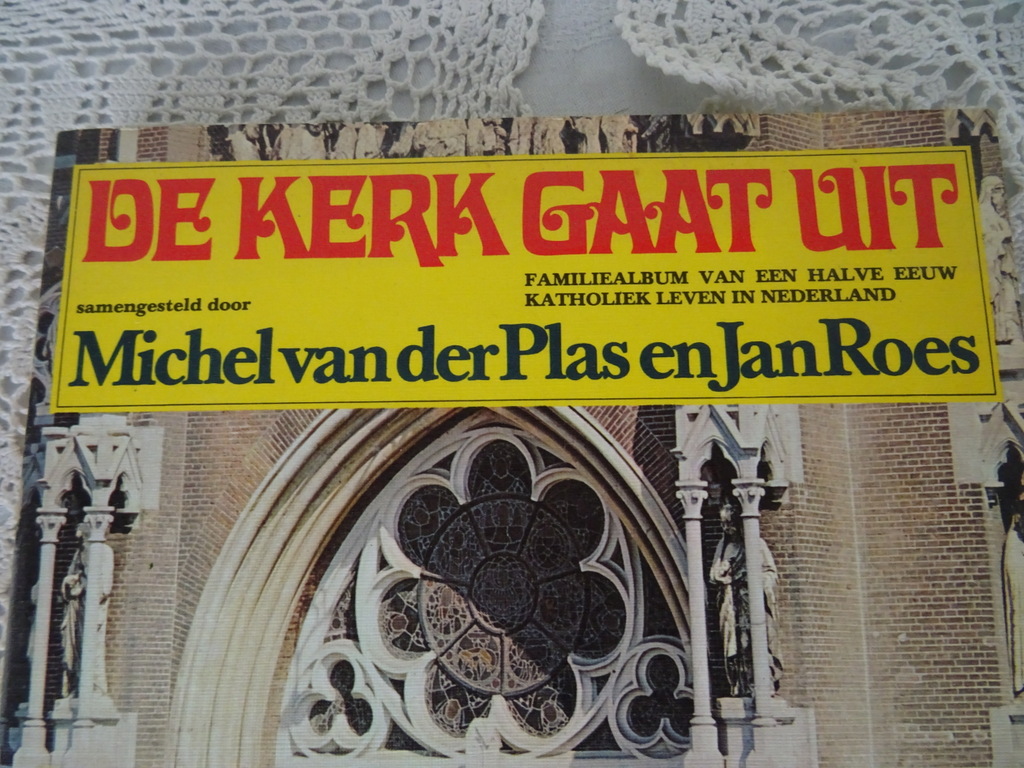 DE KERK GAAT UIT
FAMILIEALBUM VAN EEN HALVE EEUW
KATHOLIEK LEVEN IN NEDERLAND
samengesteld door
Michel van der Plas en Jan Roes